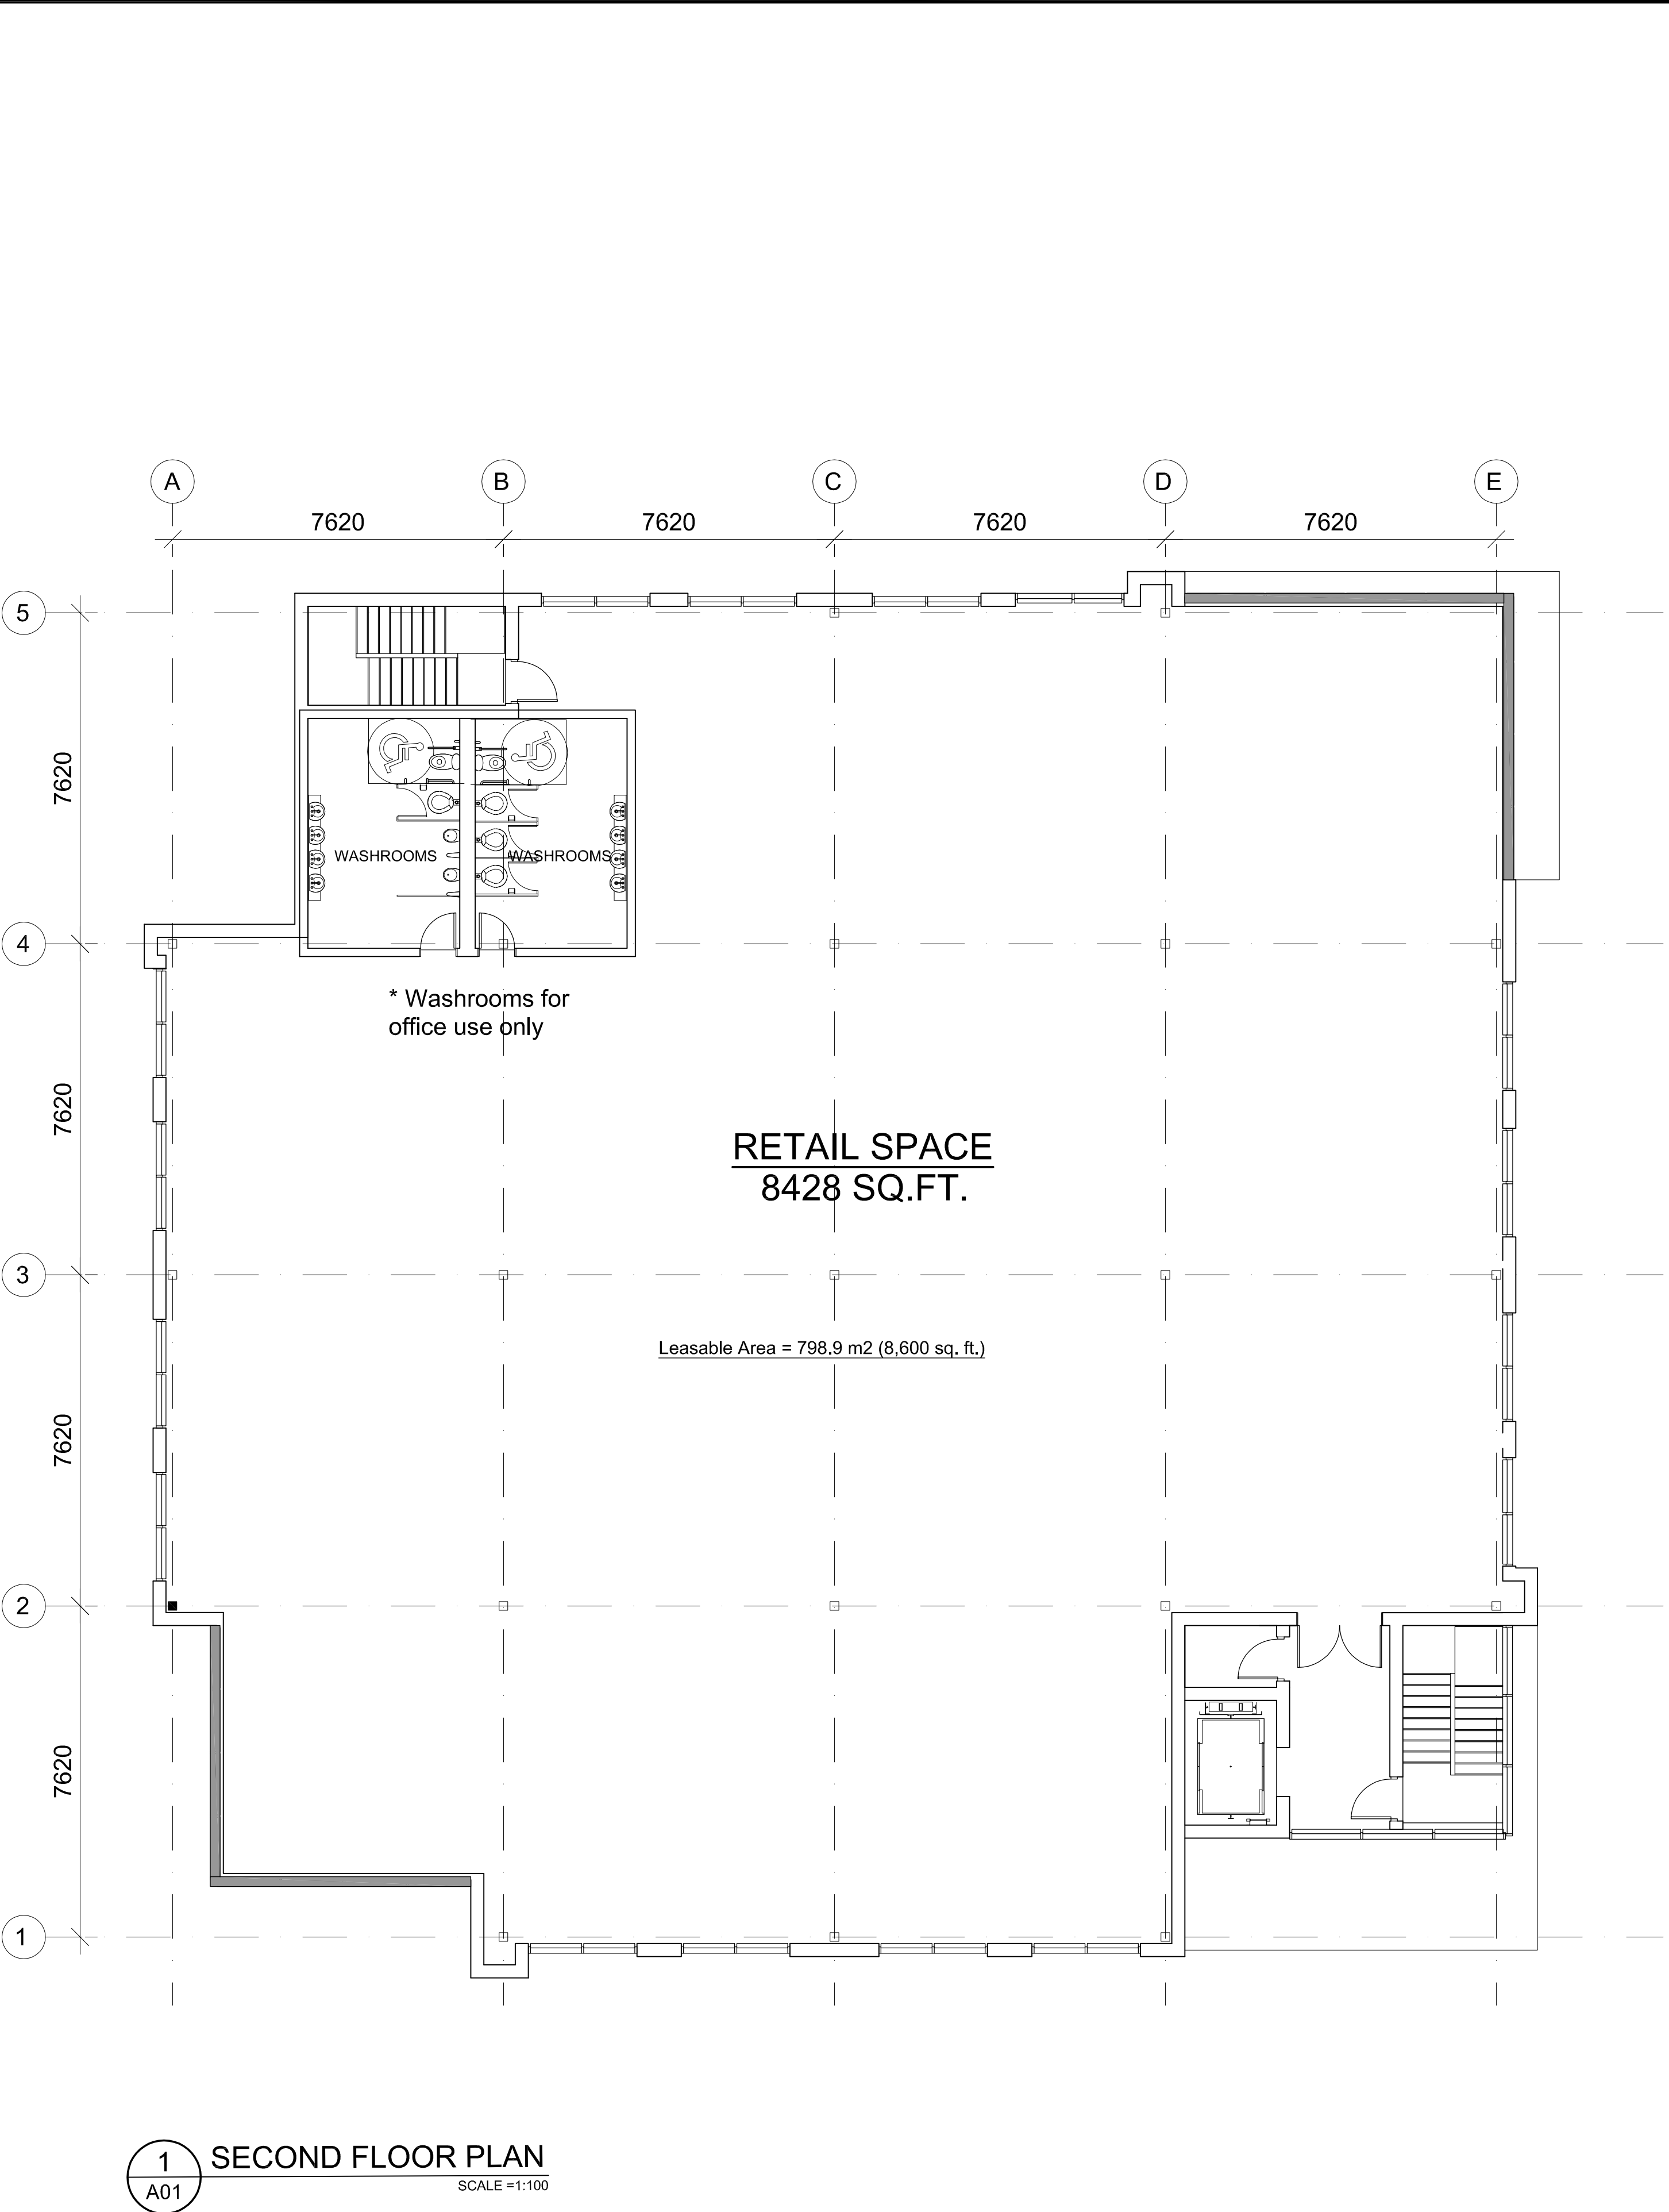 A B C D E
7620 7620 7620 7620
5
7620
WASHROOMS WASHROOMS
4
* Washrooms for
office use only
7620
RETAIL SPACE
8428 SQ.FT.
3
Leasable Area = 798.9 m2 (8,600 sq. ft.)
7620
2
7620
1
1 SECOND FLOOR PLAN
A01 SCALE =1:100